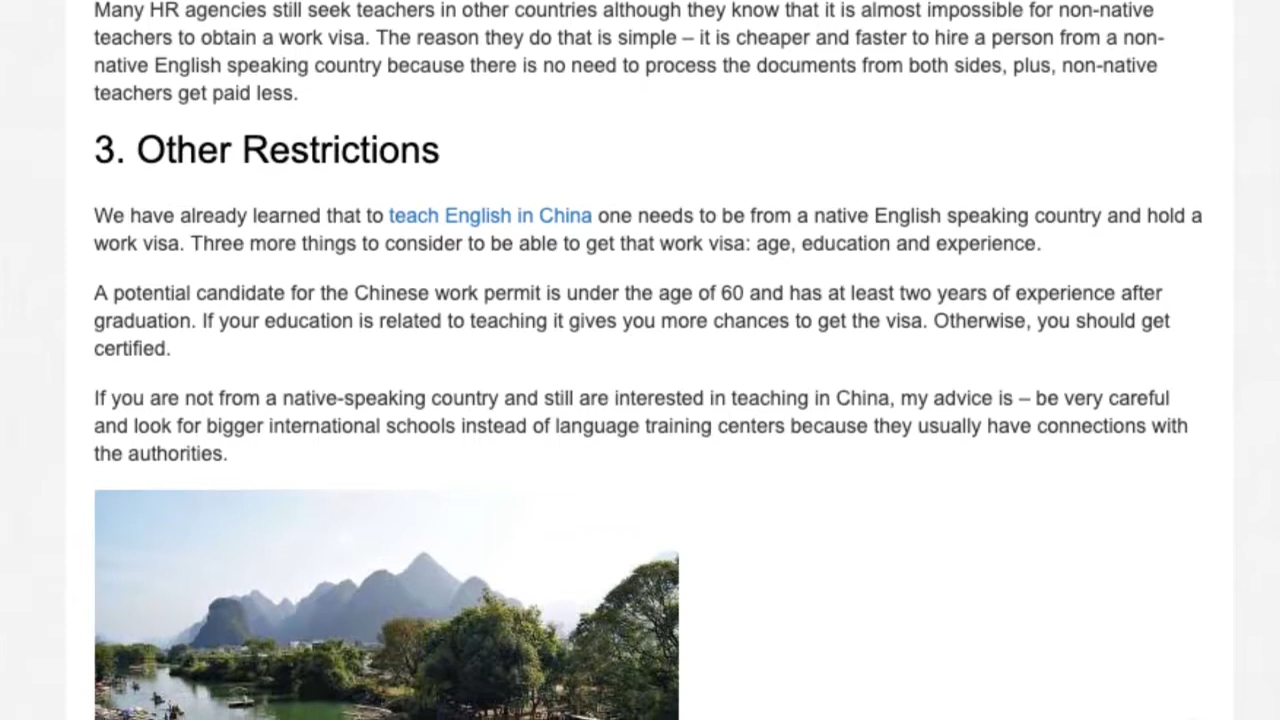 Many HR agencies still seek teachers in other countries although they know that it is almost impossible for non-native
teachers to obtain a work visa. The reason they do that is simple – it is cheaper and faster to hire a person from a non-
native English speaking country because there is no need to process the documents from both sides, plus, non-native
teachers get paid less.
3. Other Restrictions
We have already learned that to teach English in China one needs to be from a native English speaking country and hold a
work visa. Three more things to consider to be able to get that work visa: age, education and experience.
A potential candidate for the Chinese work permit is under the age of 60 and has at least two years of experience after
graduation. If your education is related to teaching it gives you more chances to get the visa. Otherwise, you should get
certified.
If you are not from a native-speaking country and still are interested in teaching in China, my advice is – be very careful
and look for bigger international schools instead of language training centers because they usually have connections with
the authorities.